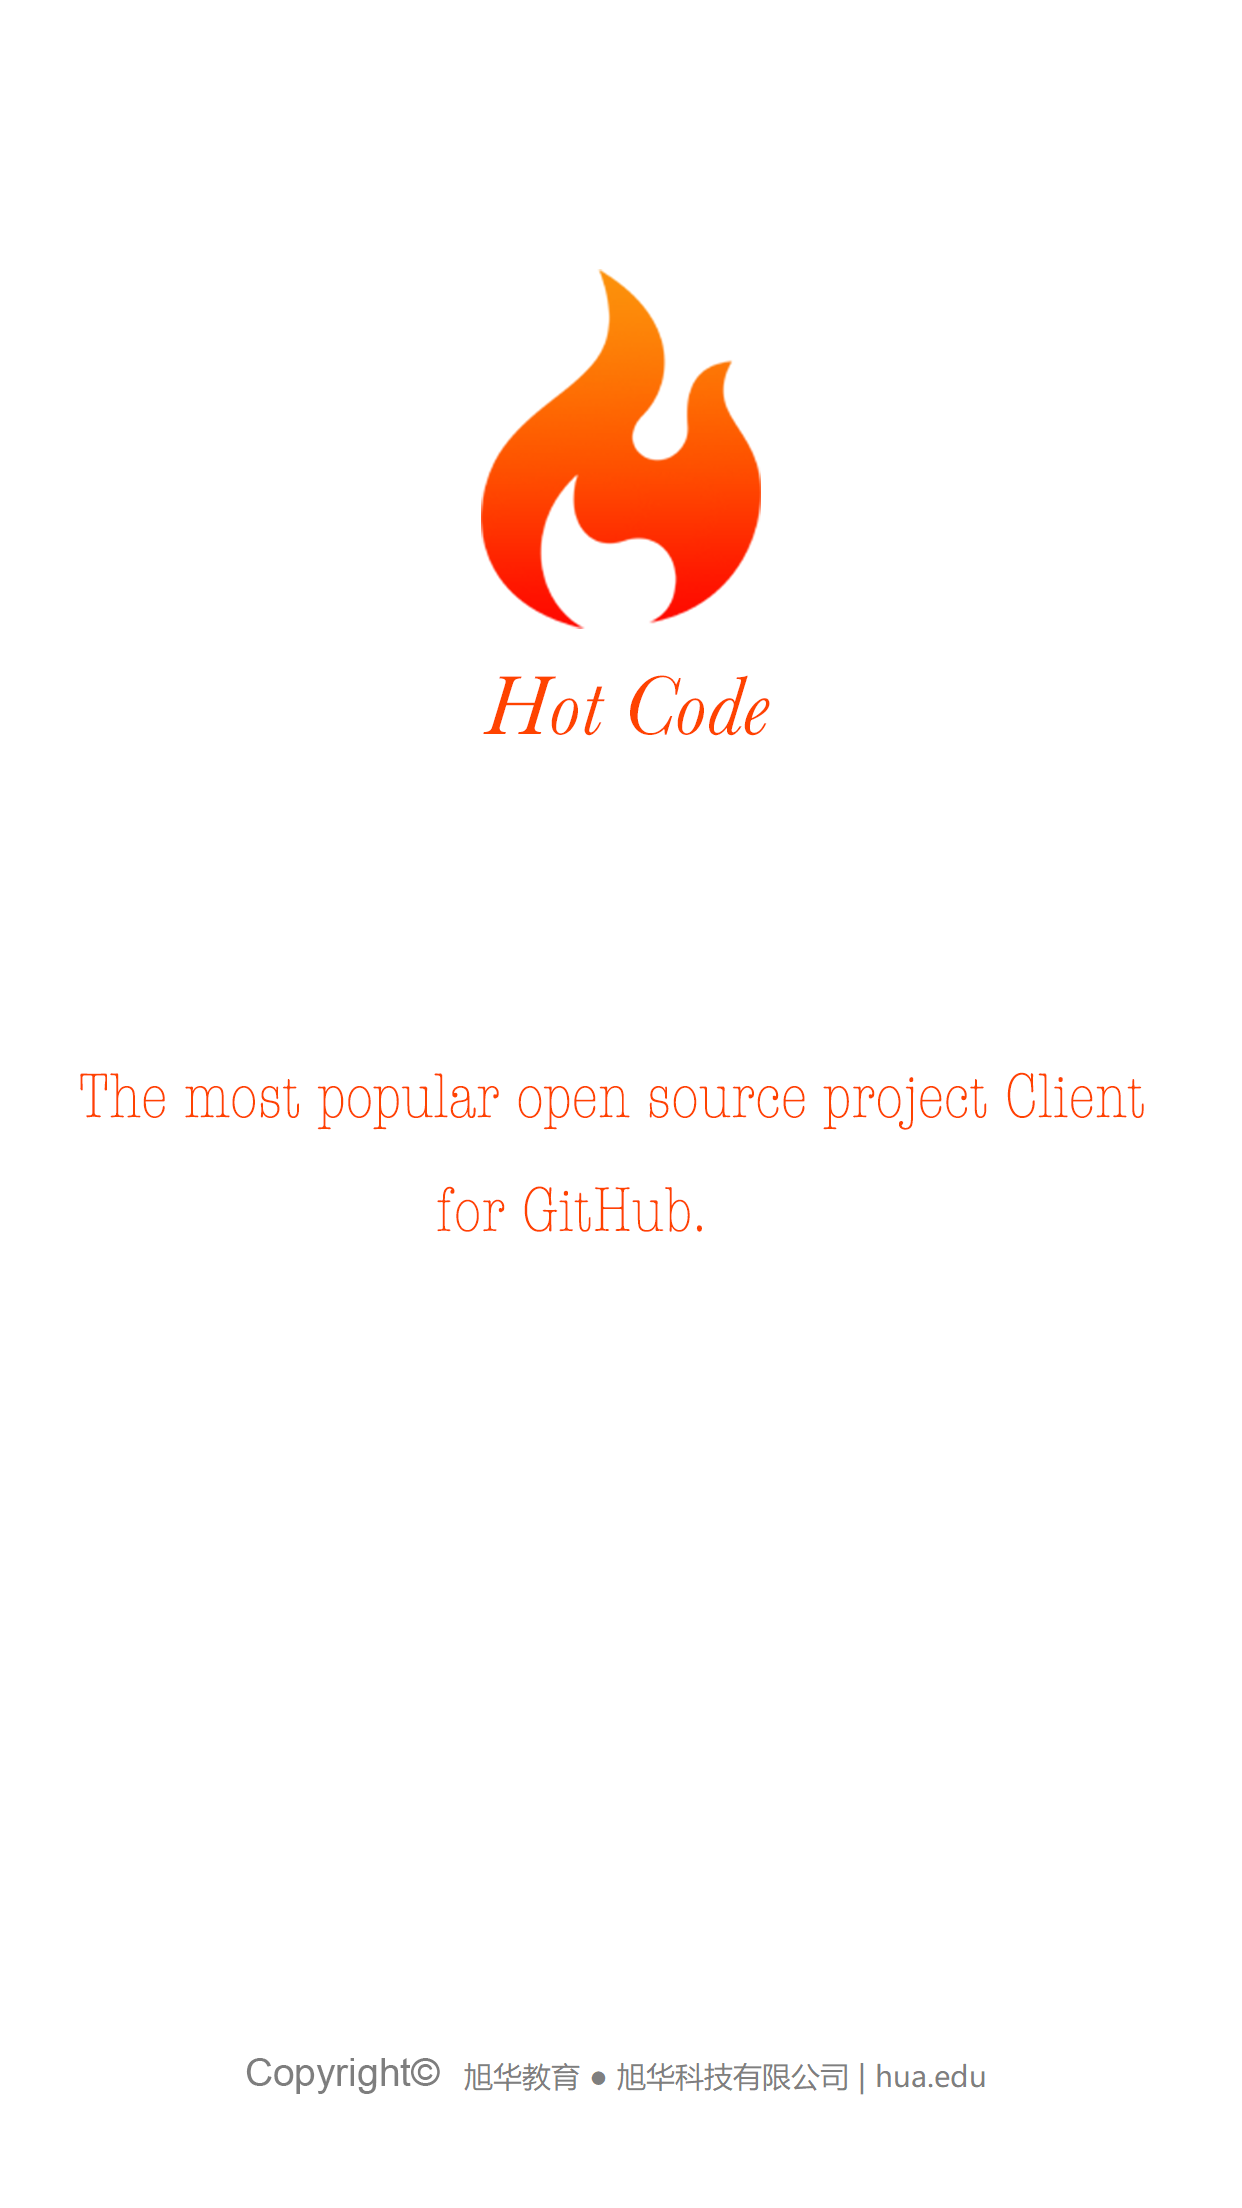 Hot Code
The most popular open source project Client
for GitHub.
Copyright© 旭华教育 ● 旭华科技有限公司 | hua.edu